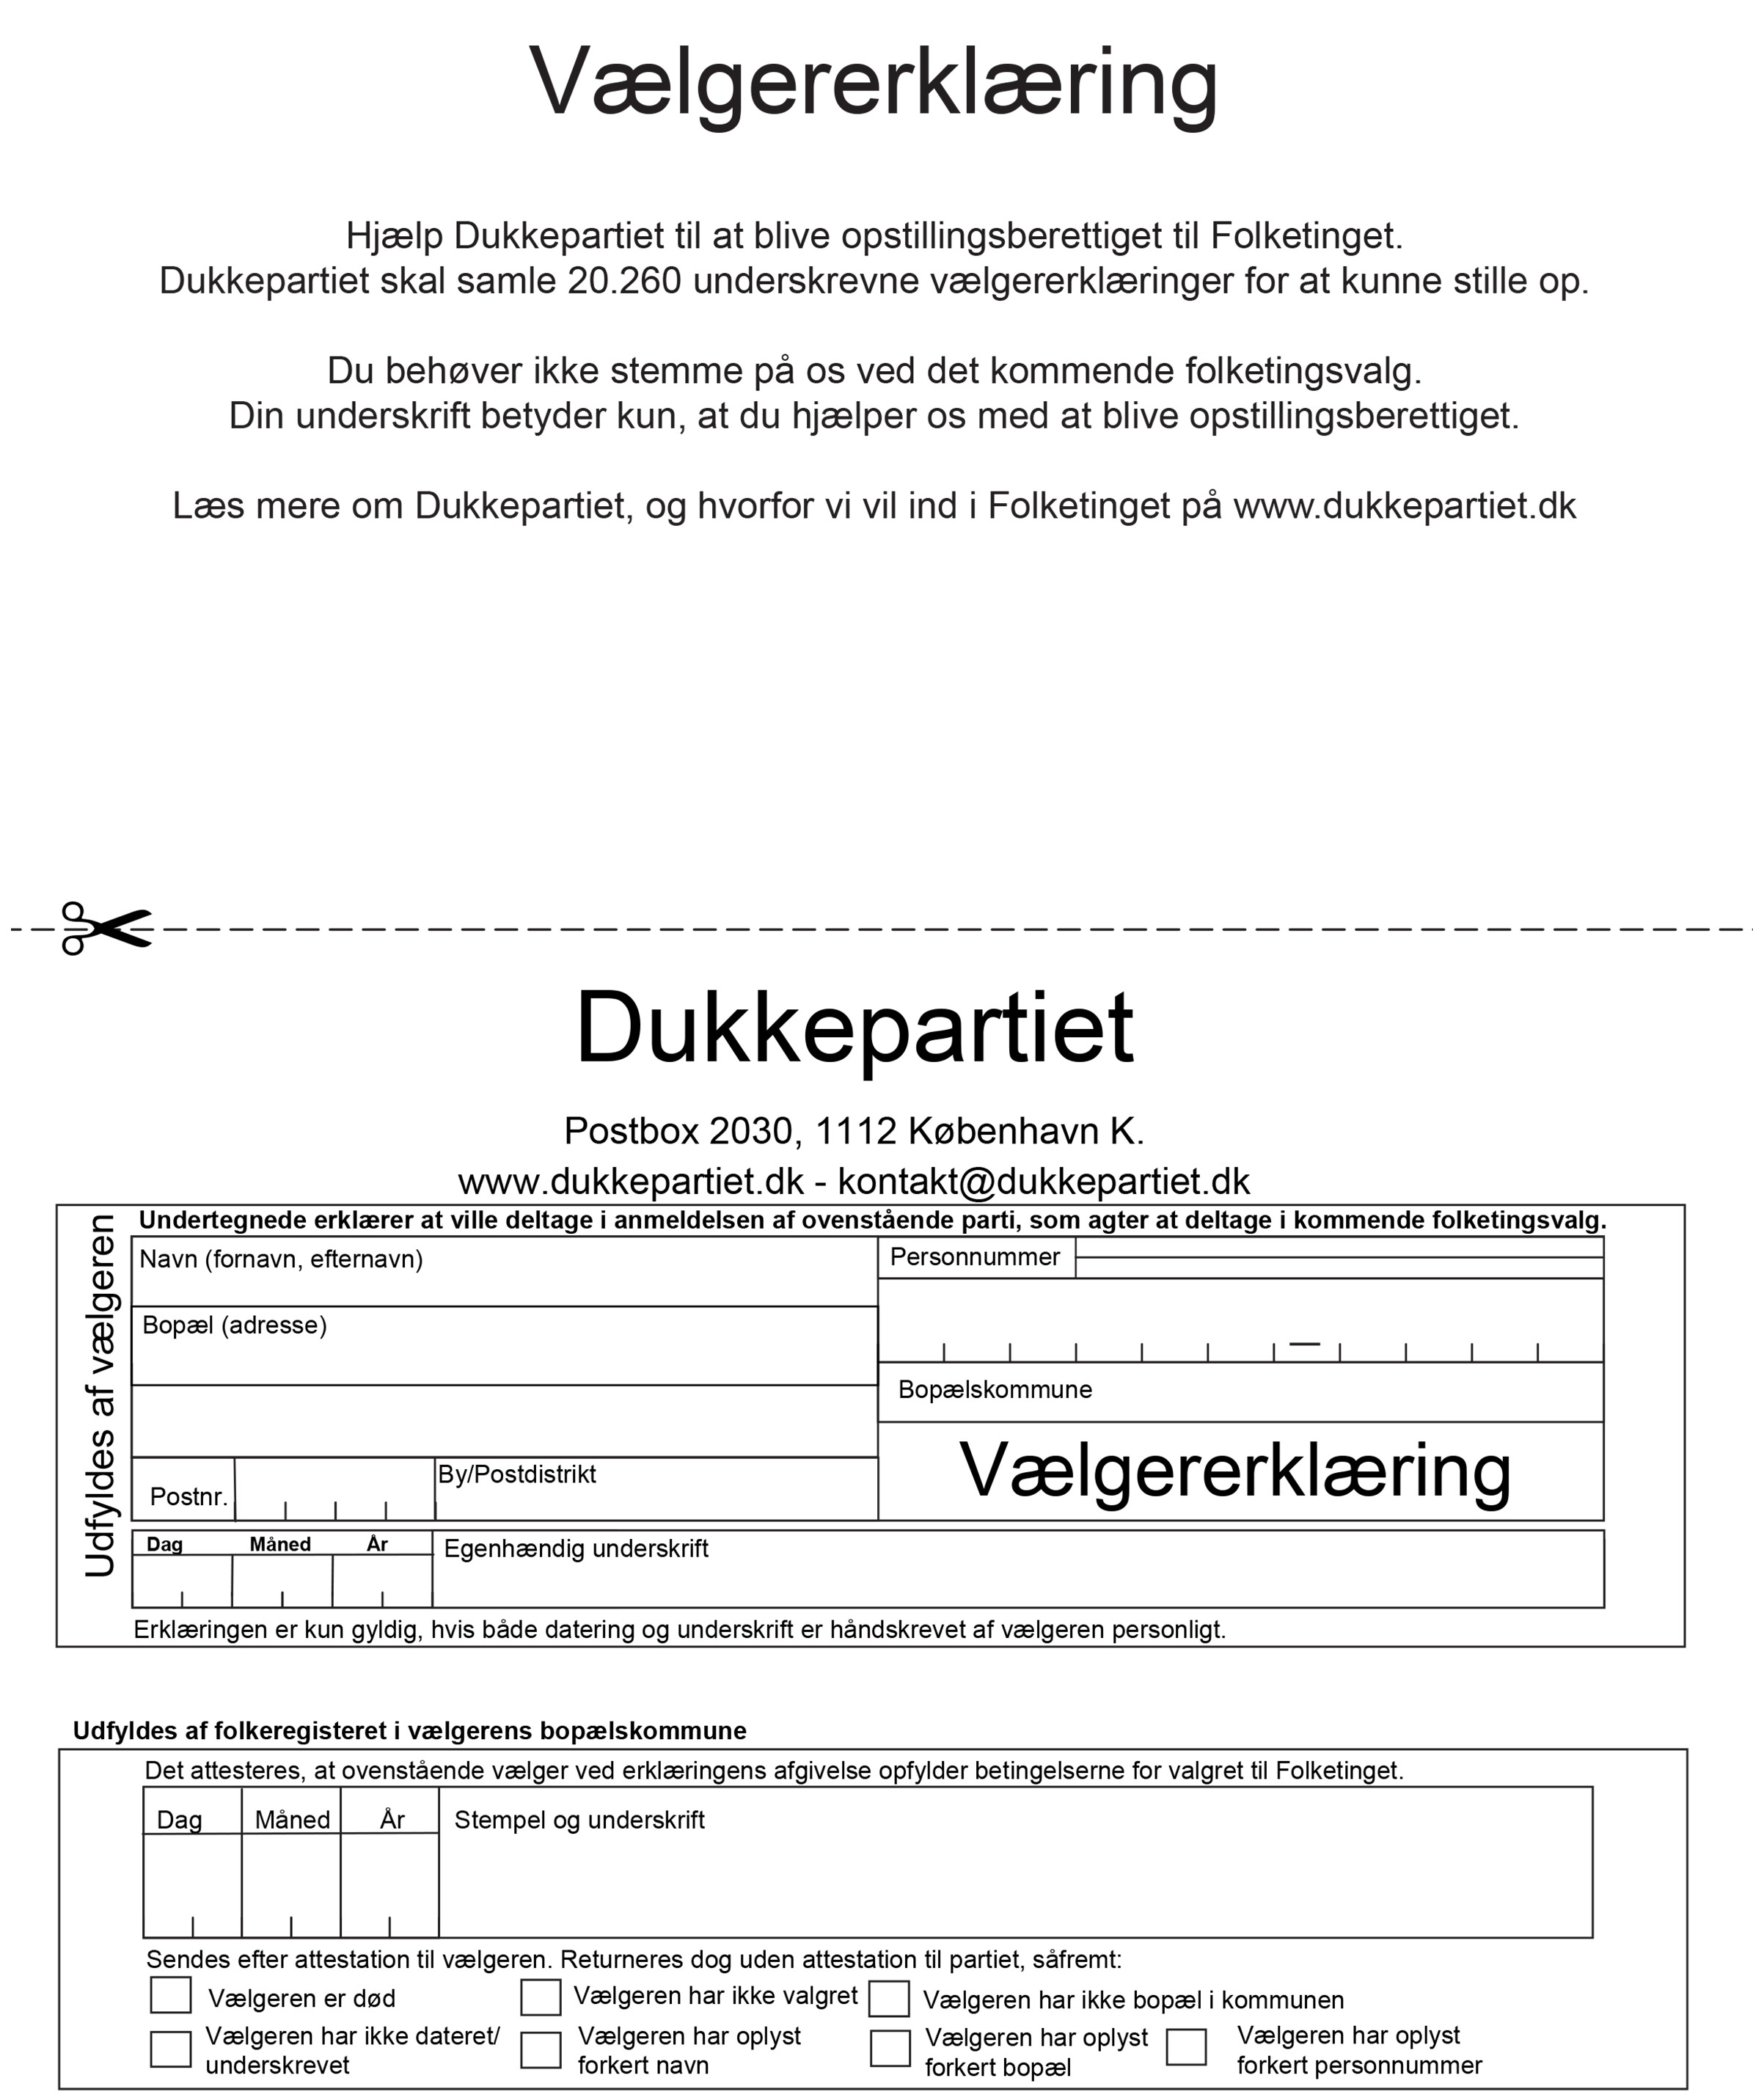 Vælgererklæring
Hjælp Dukkepartiet til at blive opstillingsberettiget til Folketinget.
Dukkepartiet skal samle 20.260 underskrevne vælgererklæringer for at kunne stille op.
Du behøver ikke stemme på os ved det kommende folketingsvalg.
Din underskrift betyder kun, at du hjælper os med at blive opstillingsberettiget.
Læs mere om Dukkepartiet, og hvorfor vi vil ind i Folketinget på www.dukkepartiet.dk
Dukkepartiet
Postbox 2030, 1112 København K.
www.dukkepartiet.dk - kontakt@dukkepartiet.dk
Udfyldes af vælgeren
Undertegnede erklærer at ville deltage i anmeldelsen af ovenstående parti, som agter at deltage i kommende folketingsvalg.
Navn (fornavn, efternavn)
Personnummer
Bopæl (adresse)
Bopælskommune
Vælgererklæring
Postnr.
By/Postdistrikt
Dag Måned År
Egenhændig underskrift
Erklæringen er kun gyldig, hvis både datering og underskrift er håndskrevet af vælgeren personligt.
Udfyldes af folkeregisteret i vælgerens bopælskommune
Det attesteres, at ovenstående vælger ved erklæringens afgivelse opfylder betingelserne for valgret til Folketinget.
Dag Måned År
Stempel og underskrift
Sendes efter attestation til vælgeren. Returneres dog uden attestation til partiet, såfremt:
Vælgeren er død
Vælgeren har ikke valgret
Vælgeren har ikke bopæl i kommunen
Vælgeren har ikke dateret/
underskrevet
Vælgeren har oplyst
forkert navn
Vælgeren har oplyst
forkert bopæl
Vælgeren har oplyst
forkert personnummer